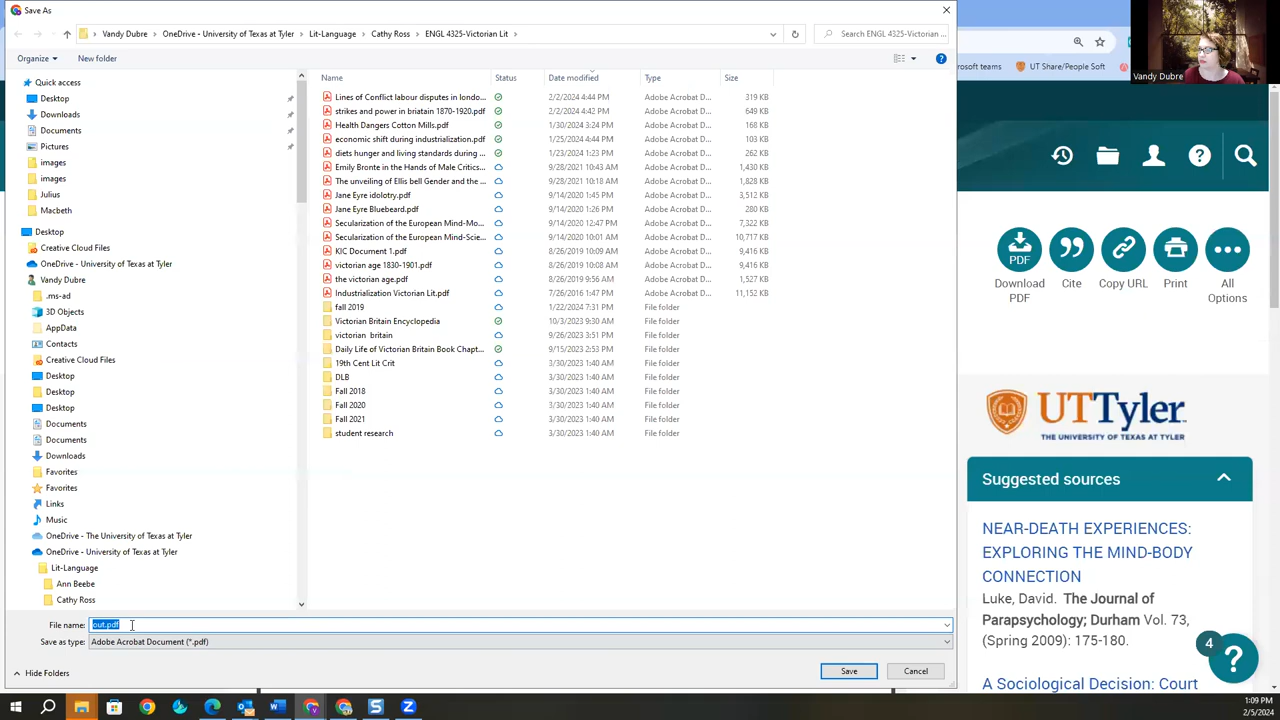 Save As
Vandy Dubre > OneDrive - University of Texas at Tyler > Lit-Language > Cathy Ross > ENGL 4325-Victorian Lit >
Search ENGL 4325-Victorian ...
Organize
New folder
Quick access
Desktop
Downloads
Documents
Pictures
images
images
Julius
Macbeth
Desktop
Creative Cloud Files
OneDrive - University of Texas at Tyler
Vandy Dubre
.ms-ad
3D Objects
AppData
Contacts
Creative Cloud Files
Desktop
Desktop
Desktop
Documents
Documents
Downloads
Favorites
Favorites
Links
Music
OneDrive - The University of Texas at Tyler
OneDrive - University of Texas at Tyler
Lit-Language
Ann Beebe
Cathy Ross
Name Status Date modified Type Size
Lines of Conflict labour disputes in londo... 2/2/2024 4:44 PM Adobe Acrobat D... 319 KB
strikes and power in briatain 1870-1920.pdf 2/2/2024 4:42 PM Adobe Acrobat D... 649 KB
Health Dangers Cotton Mills.pdf 1/30/2024 3:24 PM Adobe Acrobat D... 168 KB
economic shift during industrialization.pdf 1/25/2024 4:44 PM Adobe Acrobat D... 103 KB
diets hunger and living standards during ... 1/23/2024 1:23 PM Adobe Acrobat D... 262 KB
Emily Bronte in the Hands of Male Critics... 9/28/2021 10:43 AM Adobe Acrobat D... 1,430 KB
The unveiling of Ellis bell Gender and the ... 9/28/2021 10:18 AM Adobe Acrobat D... 1,828 KB
Jane Eyre idolotry.pdf 9/14/2020 1:45 PM Adobe Acrobat D... 3,512 KB
Jane Eyre Bluebeard.pdf 9/14/2020 1:26 PM Adobe Acrobat D... 280 KB
Secularization of the European Mind-Mo... 9/14/2020 12:47 PM Adobe Acrobat D... 7,322 KB
Secularization of the European Mind-Scie... 9/14/2020 10:01 AM Adobe Acrobat D... 10,717 KB
KIC Document 1.pdf 8/26/2019 10:09 AM Adobe Acrobat D... 9,416 KB
victorian age 1830-1901.pdf 8/26/2019 10:08 AM Adobe Acrobat D... 9,416 KB
the victorian age.pdf 8/26/2019 9:56 AM Adobe Acrobat D... 1,527 KB
Industrialization Victorian Lit.pdf 7/26/2016 1:47 PM Adobe Acrobat D... 11,152 KB
fall 2019 1/22/2024 7:31 PM File folder
Victorian Britain Encyclopedia 10/3/2023 9:30 AM File folder
victorian britain 9/26/2023 3:51 PM File folder
Daily Life of Victorian Britain Book Chapt... 9/15/2023 2:53 PM File folder
19th Cent Lit Crit 3/30/2023 1:40 AM File folder
DLB 3/30/2023 1:40 AM File folder
Fall 2018 3/30/2023 1:40 AM File folder
Fall 2020 3/30/2023 1:40 AM File folder
Fall 2021 3/30/2023 1:40 AM File folder
student research 3/30/2023 1:40 AM File folder
File name: out.pdf
Save as type: Adobe Acrobat Document (*.pdf)
Hide Folders
Save
Cancel
Vandy Dubre
rosoft teams
UT Share/People Soft
PDF
Download PDF
Cite
Copy URL
Print
All Options
UT Tyler
THE UNIVERSITY OF TEXAS AT TYLER
Suggested sources
NEAR-DEATH EXPERIENCES:
EXPLORING THE MIND-BODY
CONNECTION
Luke, David. The Journal of
Parapsychology; Durham Vol. 73,
(Spring 2009): 175-180.
A Sociological Decision: Court
4
?
1:09 PM
2/5/2024